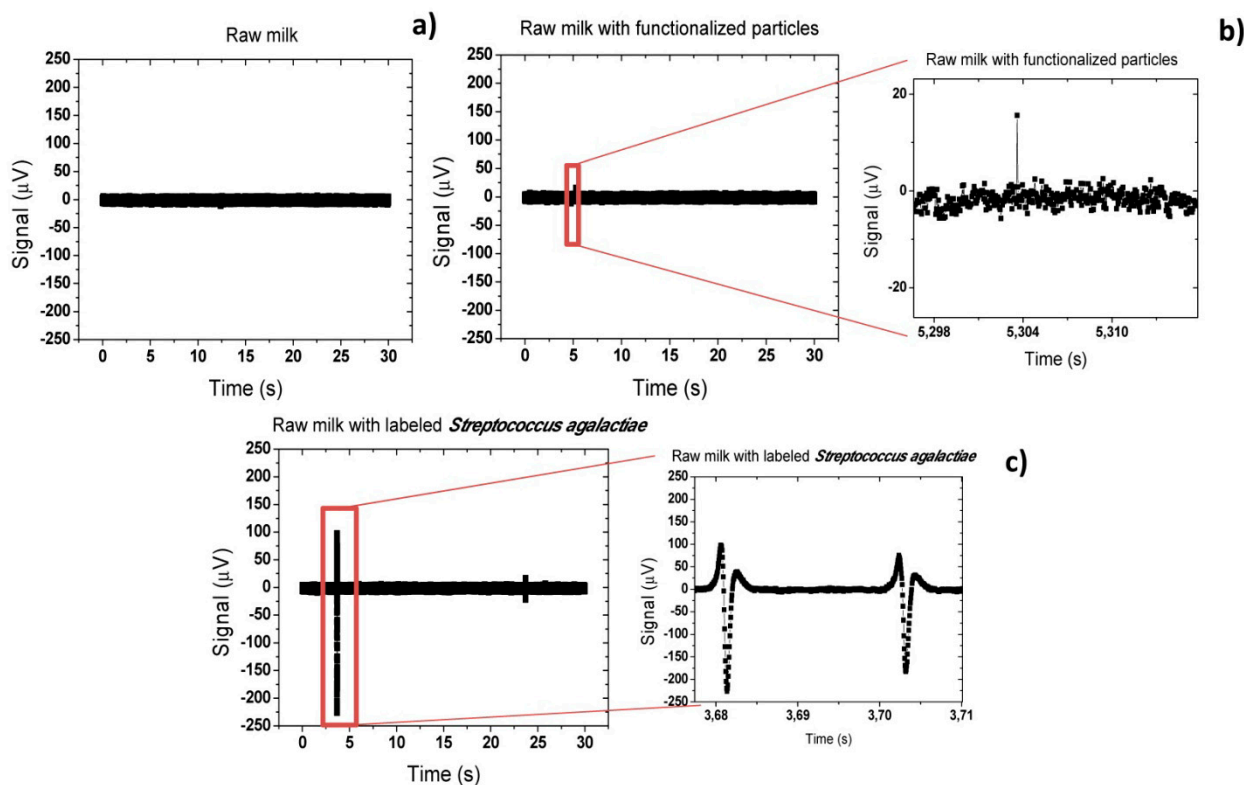 Raw milk
a)
250
200
150
100
50
0
-50
-100
-150
-200
-250
Signal (μV)
0 5 10 15 20 25 30
Time (s)
Raw milk with functionalized particles
250
200
150
100
50
0
-50
-100
-150
-200
-250
Signal (μV)
0 5 10 15 20 25 30
Time (s)
b)
Raw milk with functionalized particles
20
0
-20
Signal (μV)
5,298 5,304 5,310
Time (s)
Raw milk with labeled Streptococcus agalactiae
250
200
150
100
50
0
-50
-100
-150
-200
-250
Signal (μV)
0 5 10 15 20 25 30
Time (s)
c)
Raw milk with labeled Streptococcus agalactiae
250
200
150
100
50
0
-50
-100
-150
-200
-250
Signal (μV)
3,68 3,69 3,70 3,71
Time (s)